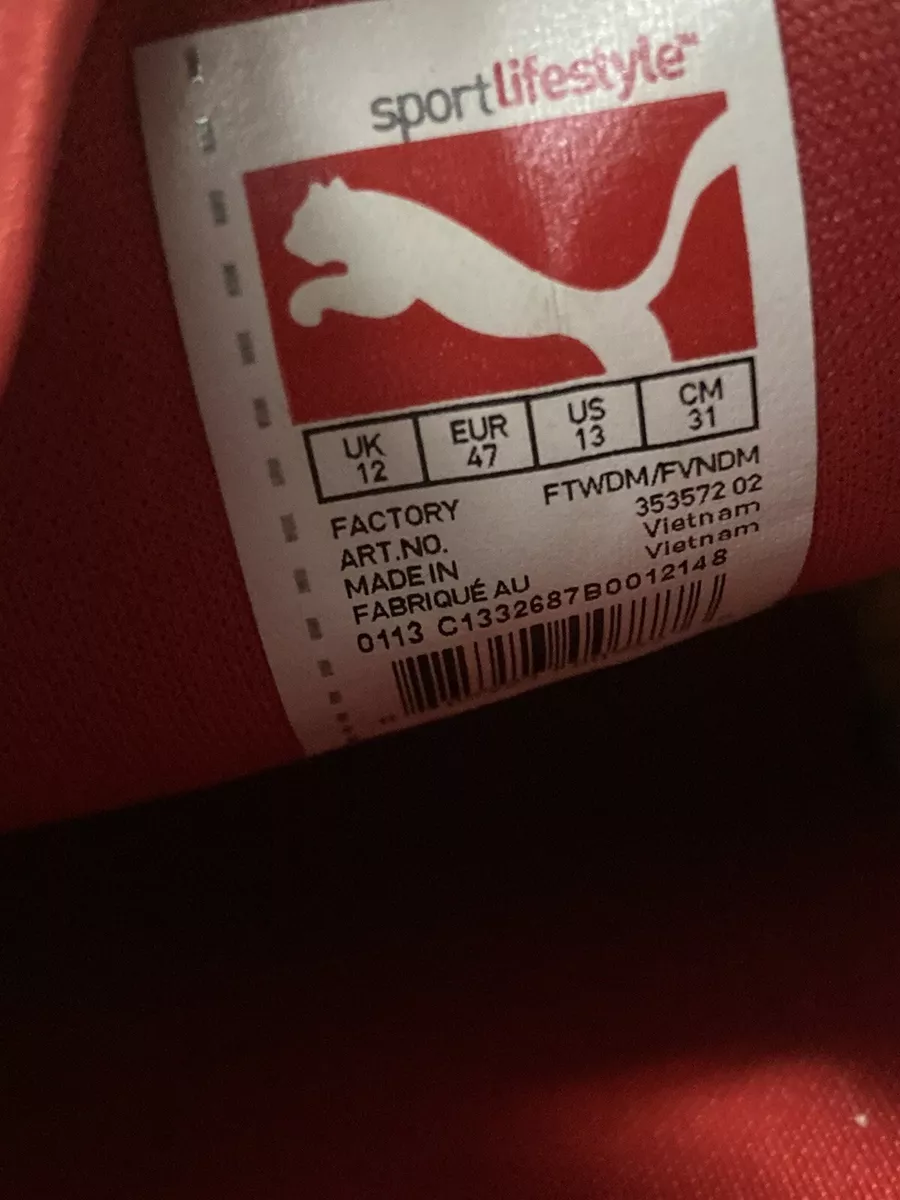 sportlifestyle™
UK EUR US CM
12 47 13 31
FACTORY FTWDM/FVNDM
ART.NO. 353572 02
MADE IN Vietnam
FABRIQUÉ AU Vietnam
0113 C1332687B0012148